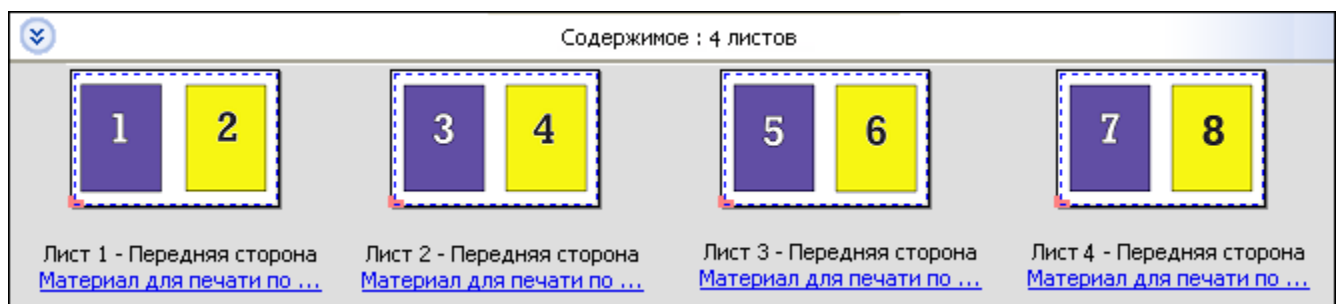 Содержимое : 4 листов
1 2 3 4 5 6 7 8
Лист 1 - Передняя сторона
Материал для печати по ...
Лист 2 - Передняя сторона
Материал для печати по ...
Лист 3 - Передняя сторона
Материал для печати по ...
Лист 4 - Передняя сторона
Материал для печати по ...